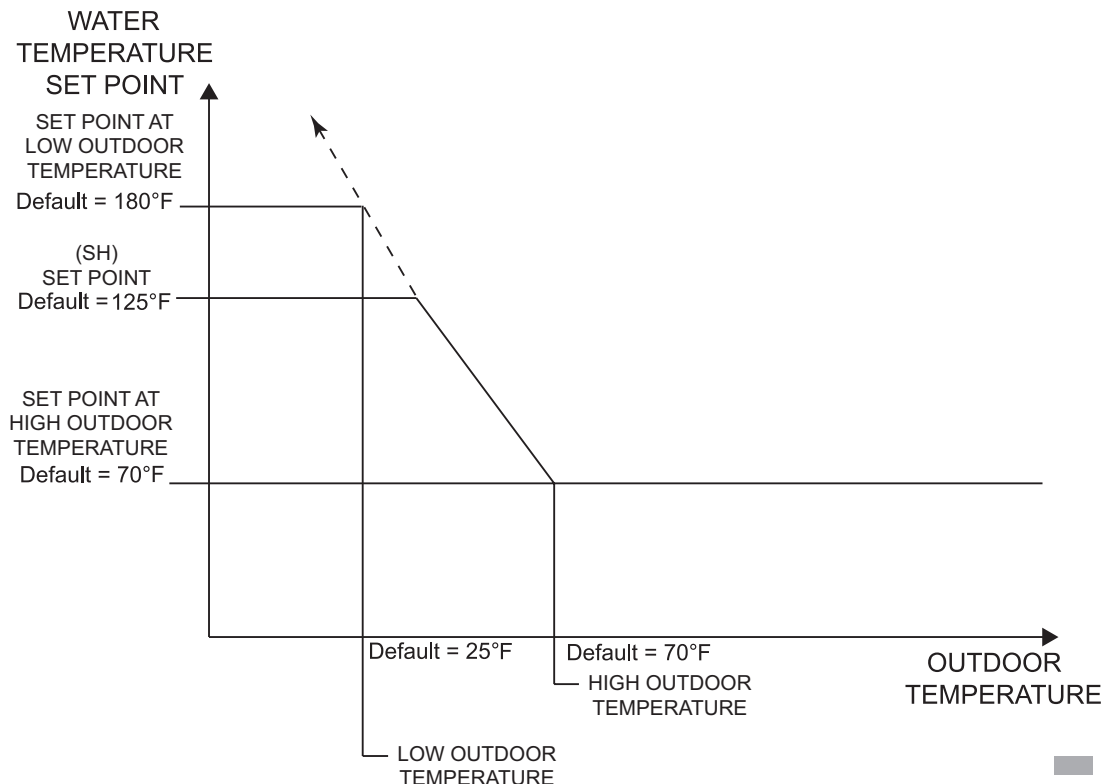 WATER
TEMPERATURE
SET POINT
SET POINT AT
LOW OUTDOOR
TEMPERATURE
Default = 180°F
(SH)
SET POINT
Default =125°F
SET POINT AT
HIGH OUTDOOR
TEMPERATURE
Default = 70°F
Default = 25°F
Default = 70°F
HIGH OUTDOOR
TEMPERATURE
OUTDOOR
TEMPERATURE
LOW OUTDOOR
TEMPERATURE